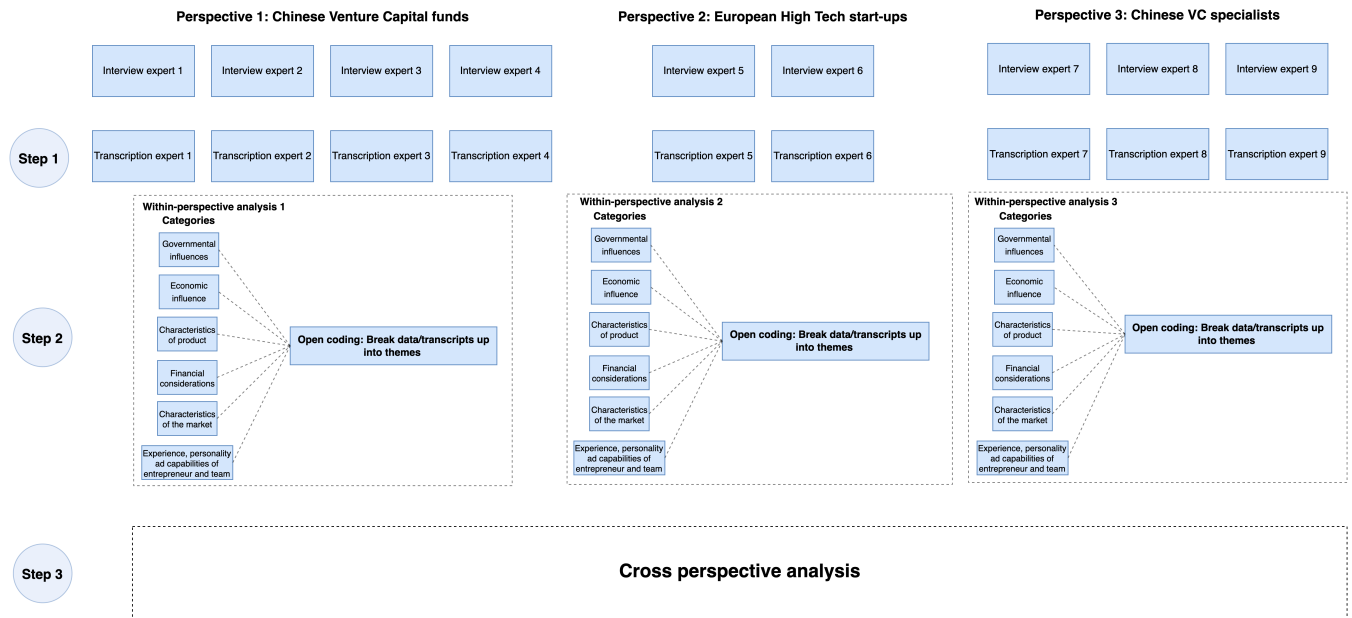 Perspective 1: Chinese Venture Capital funds
Perspective 2: European High Tech start-ups
Perspective 3: Chinese VC specialists
Interview expert 1
Interview expert 2
Interview expert 3
Interview expert 4
Interview expert 5
Interview expert 6
Interview expert 7
Interview expert 8
Interview expert 9
Step 1
Transcription expert 1
Transcription expert 2
Transcription expert 3
Transcription expert 4
Transcription expert 5
Transcription expert 6
Transcription expert 7
Transcription expert 8
Transcription expert 9
Step 2
Within-perspective analysis 1
Categories
Governmental
influences
Economic
influence
Characteristics
of product
Financial
considerations
Characteristics
of the market
Experience, personality
ad capabilities of
entrepreneur and team
Open coding: Break data/transcripts up
into themes
Within-perspective analysis 2
Categories
Governmental
influences
Economic
influence
Characteristics
of product
Financial
considerations
Characteristics
of the market
Experience, personality
ad capabilities of
entrepreneur and team
Open coding: Break data/transcripts up
into themes
Within-perspective analysis 3
Categories
Governmental
influences
Economic
influence
Characteristics
of product
Financial
considerations
Characteristics
of the market
Experience, personality
ad capabilities of
entrepreneur and team
Open coding: Break data/transcripts up
into themes
Step 3
Cross perspective analysis